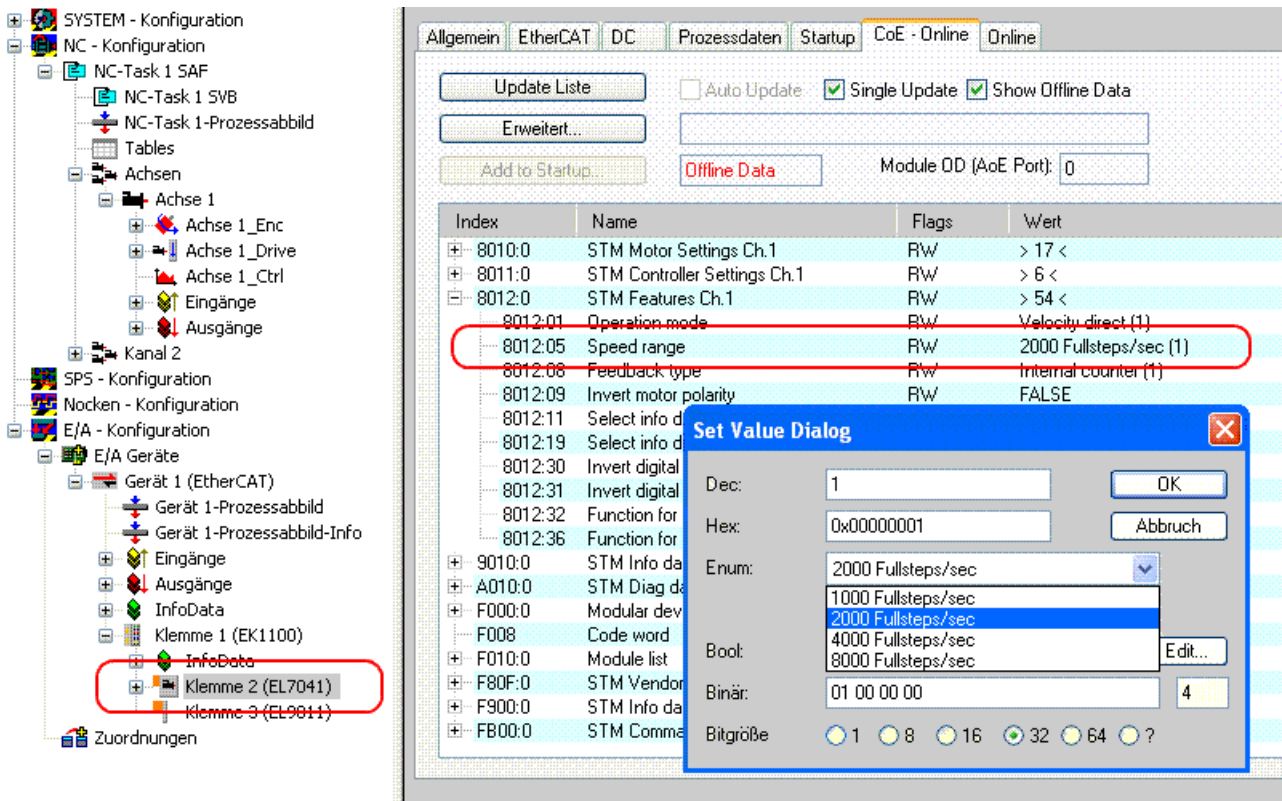 SYSTEM - Konfiguration
NC - Konfiguration
NC-Task 1 SAF
NC-Task 1 SVB
NC-Task 1-Prozessabbild
Tables
Achsen
Achse 1
Achse 1_Enc
Achse 1_Drive
Achse 1_Ctrl
Eingänge
Ausgänge
Kanal 2
SPS - Konfiguration
Nocken - Konfiguration
E/A - Konfiguration
E/A Geräte
Gerät 1 (EtherCAT)
Gerät 1-Prozessabbild
Gerät 1-Prozessabbild-Info
Eingänge
Ausgänge
InfoData
Klemme 1 (EK1100)
InfoData
Klemme 2 (EL7041)
Klemme 3 (EL9011)
Zuordnungen
Allgemein EtherCAT DC Prozessdaten Startup CoE - Online Online
Update Liste Auto Update Single Update Show Offline Data
Erweitert...
Add to Startup... Offline Data Module OD (AoE Port): 0
Index Name Flags Wert
8010:0 STM Motor Settings Ch.1 RW > 17 <
8011:0 STM Controller Settings Ch.1 RW > 6 <
8012:0 STM Features Ch.1 RW > 54 <
8012:01 Operation mode RW Velocity direct (1)
8012:05 Speed range RW 2000 Fullsteps/sec (1)
8012:08 Feedback type RW Internal counter (1)
8012:09 Invert motor polarity RW FALSE
8012:11 Select info d
8012:19 Select info d
8012:30 Invert digital
8012:31 Invert digital
8012:32 Function for
8012:36 Function for
9010:0 STM Info da
A010:0 STM Diag da
F000:0 Modular dev
F008 Code word
F010:0 Module list
F80F:0 STM Vendor
F900:0 STM Info da
FB00:0 STM Comma
Set Value Dialog
Dec: 1 OK
Hex: 0x00000001 Abbruch
Enum: 2000 Fullsteps/sec
1000 Fullsteps/sec
2000 Fullsteps/sec
4000 Fullsteps/sec
8000 Fullsteps/sec
Bool: Edit...
Binär: 01 00 00 00 4
Bitgröße 1 8 16 32 64 ?